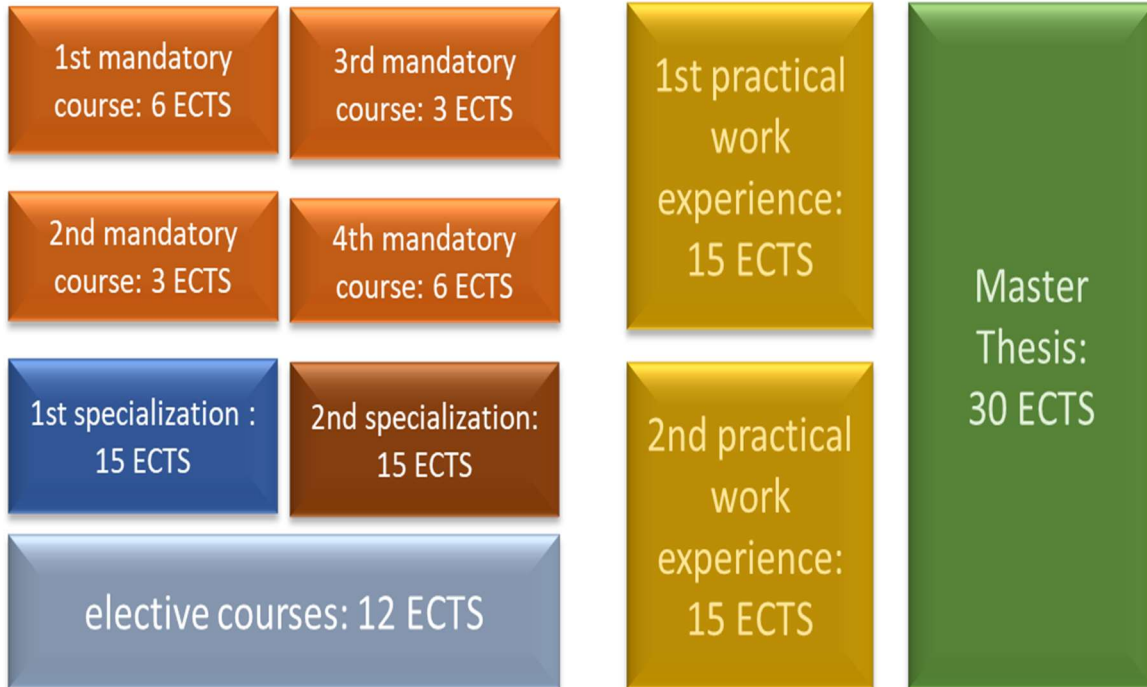 1st mandatory
course: 6 ECTS
3rd mandatory
course: 3 ECTS
2nd mandatory
course: 3 ECTS
4th mandatory
course: 6 ECTS
1st specialization :
15 ECTS
2nd specialization:
15 ECTS
elective courses: 12 ECTS
1st practical
work
experience:
15 ECTS
2nd practical
work
experience:
15 ECTS
Master
Thesis:
30 ECTS